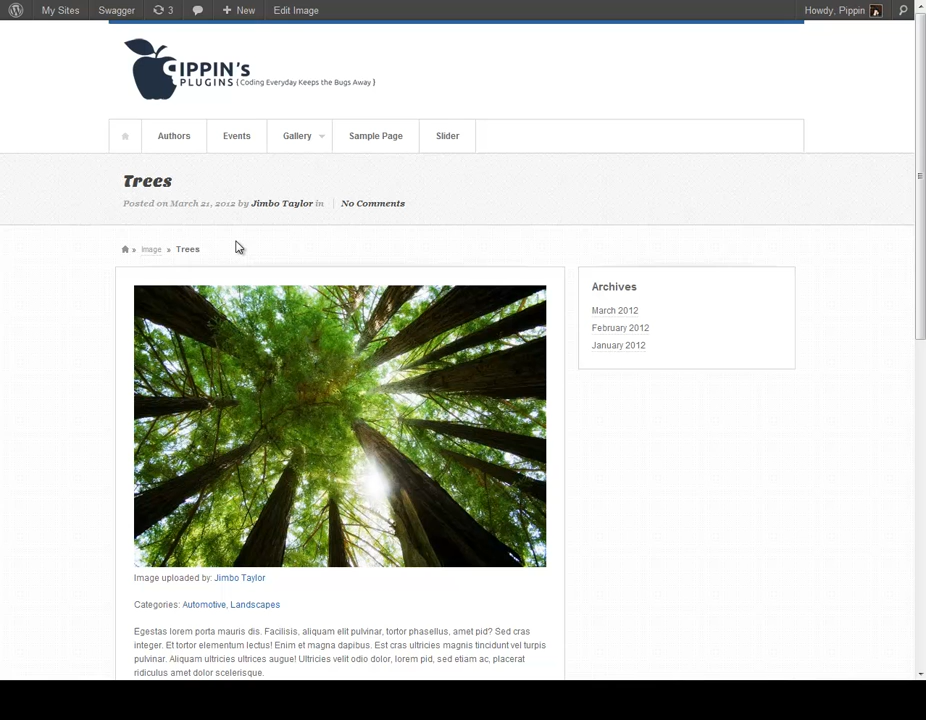 My Sites Swagger 3 + New Edit Image Howdy, Pippin
IPPIN'S
PLUGINS { Coding Everyday Keeps the Bugs Away }
Authors Events Gallery Sample Page Slider
Trees
Posted on March 21, 2012 by Jimbo Taylor in No Comments
» Image » Trees
Archives
March 2012
February 2012
January 2012
Image uploaded by: Jimbo Taylor
Categories: Automotive, Landscapes
Egestas lorem porta mauris dis. Facilisis, aliquam elit pulvinar, tortor phasellus, amet pid? Sed cras
integer. Et tortor elementum lectus! Enim et magna dapibus. Est cras ultricies magnis tincidunt vel turpis
pulvinar. Aliquam ultricies ultrices augue! Ultricies velit odio dolor, lorem pid, sed etiam ac, placerat
ridiculus amet dolor scelerisque.